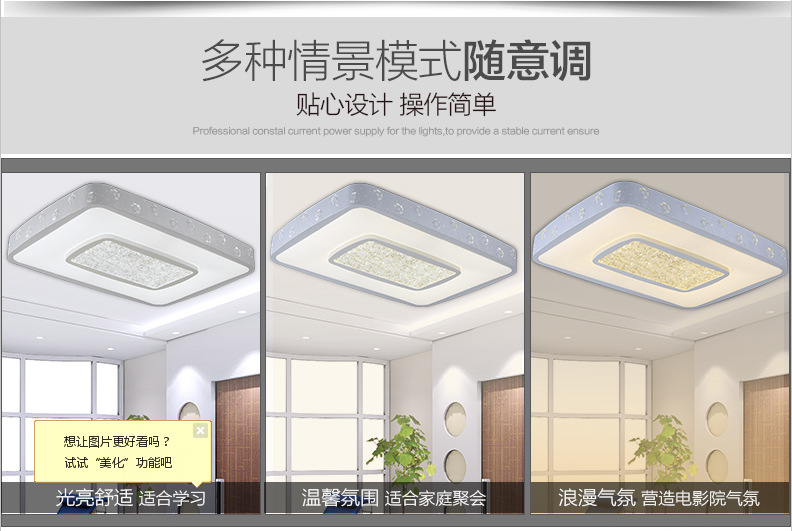 多种情景模式随意调
贴心设计 操作简单
Professional constal current power supply for the lights,to provide a stable current ensure
想让图片更好看吗？
试试“美化”功能吧
光亮舒适 适合学习
温馨氛围 适合家庭聚会
浪漫气氛 营造电影院气氛